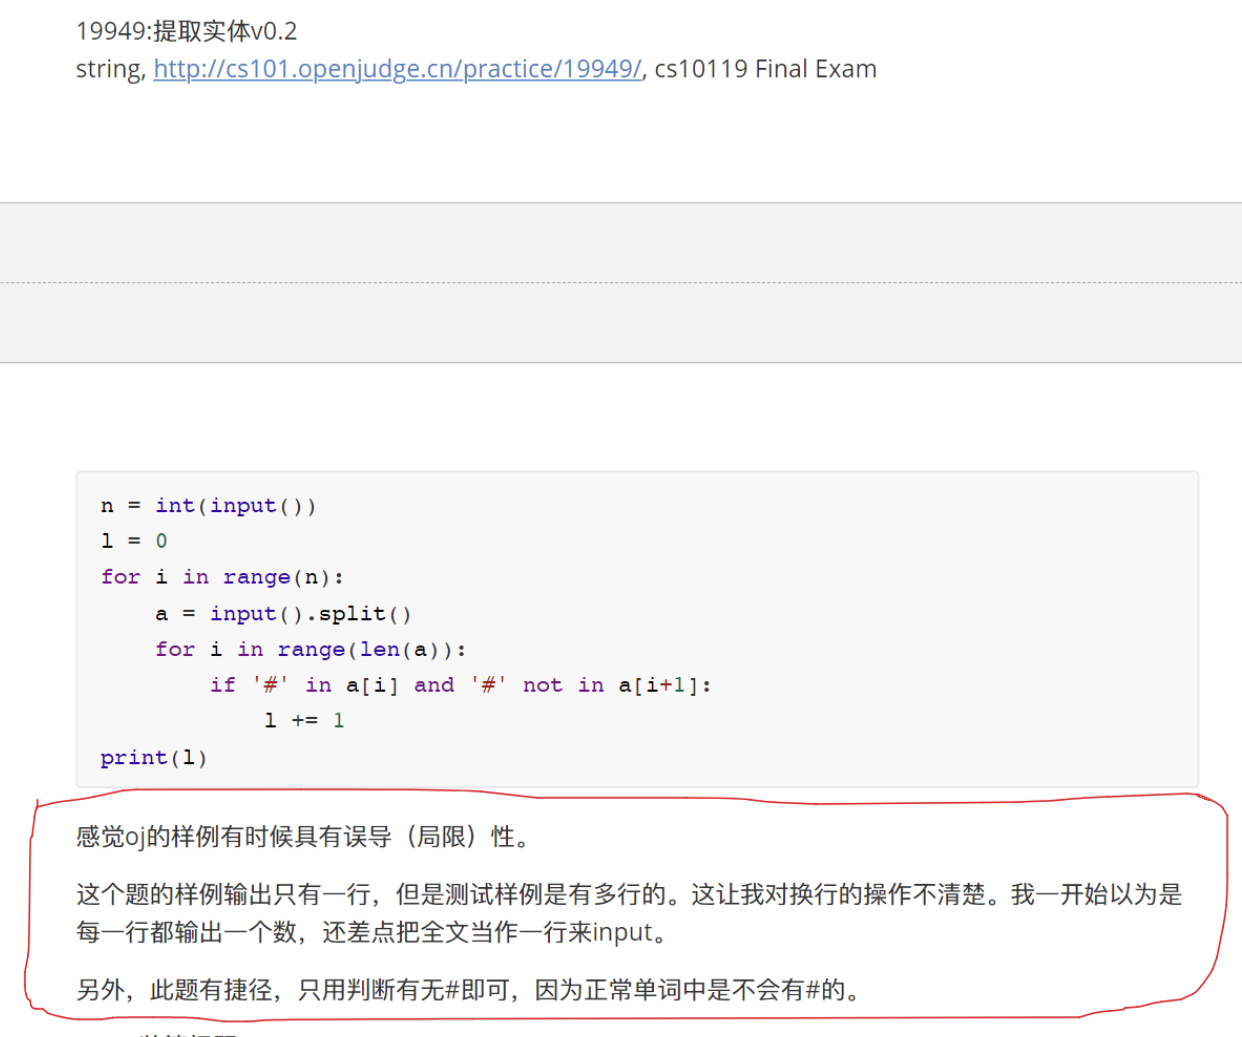 19949:提取实体v0.2
string, http://cs101.openjudge.cn/practice/19949/, cs10119 Final Exam
n = int(input())
l = 0
for i in range(n):
    a = input().split()
    for i in range(len(a)):
        if '#' in a[i] and '#' not in a[i+1]:
            l += 1
print(l)
感觉oj的样例有时候具有误导（局限）性。
这个题的样例输出只有一行，但是测试样例是有多行的。这让我对换行的操作不清楚。我一开始以为是
每一行都输出一个数，还差点把全文当作一行来input。
另外，此题有捷径，只用判断有无#即可，因为正常单词中是不会有#的。